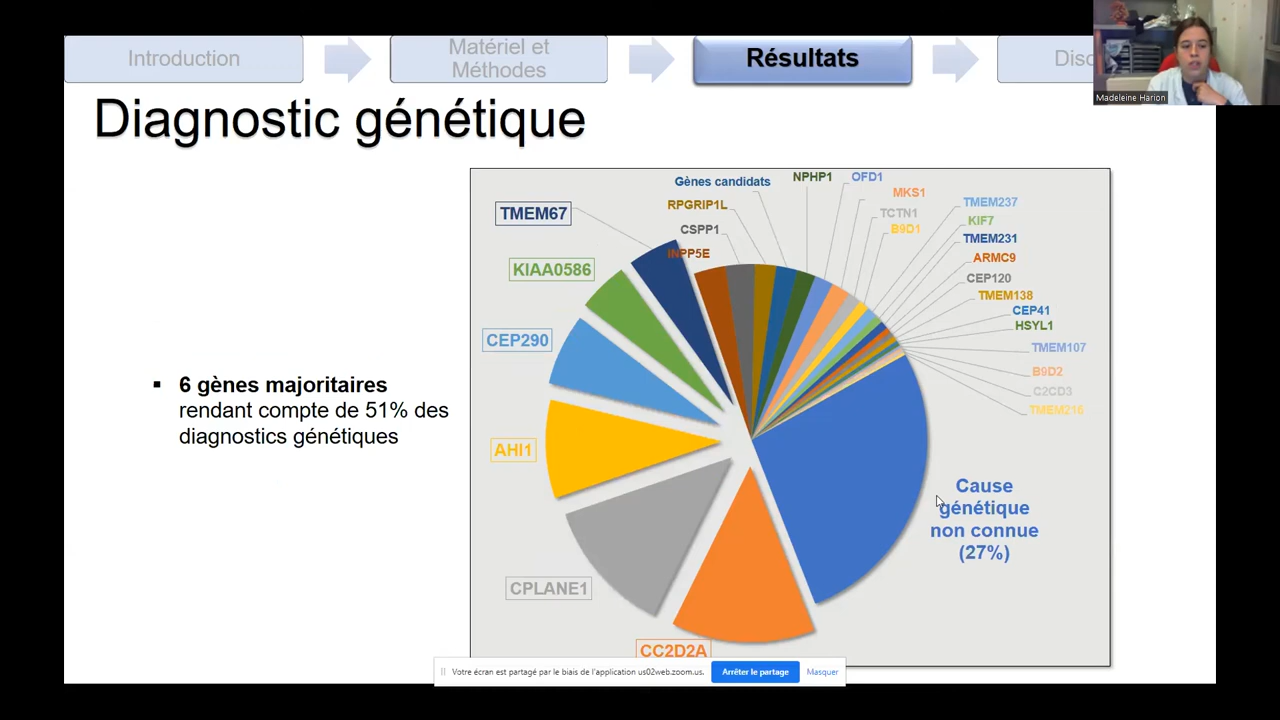 Introduction
Matériel et
Méthodes
Résultats
Disc
Madeleine Harion
Diagnostic génétique
6 gènes majoritaires
rendant compte de 51% des
diagnostics génétiques
TMEM67
KIAA0586
CEP290
AHI1
CPLANE1
CC2D2A
INPP5E
CSPP1
RPGRIP1L
Gènes candidats
NPHP1
OFD1
MKS1
TCTN1
B9D1
TMEM237
KIF7
TMEM231
ARMC9
CEP120
TMEM138
CEP41
HSYL1
TMEM107
B9D2
C2CD3
TMEM216
Cause
génétique
non connue
(27%)
Votre écran est partagé par le biais de l'application us02web.zoom.us.
Arrêter le partage
Masquer